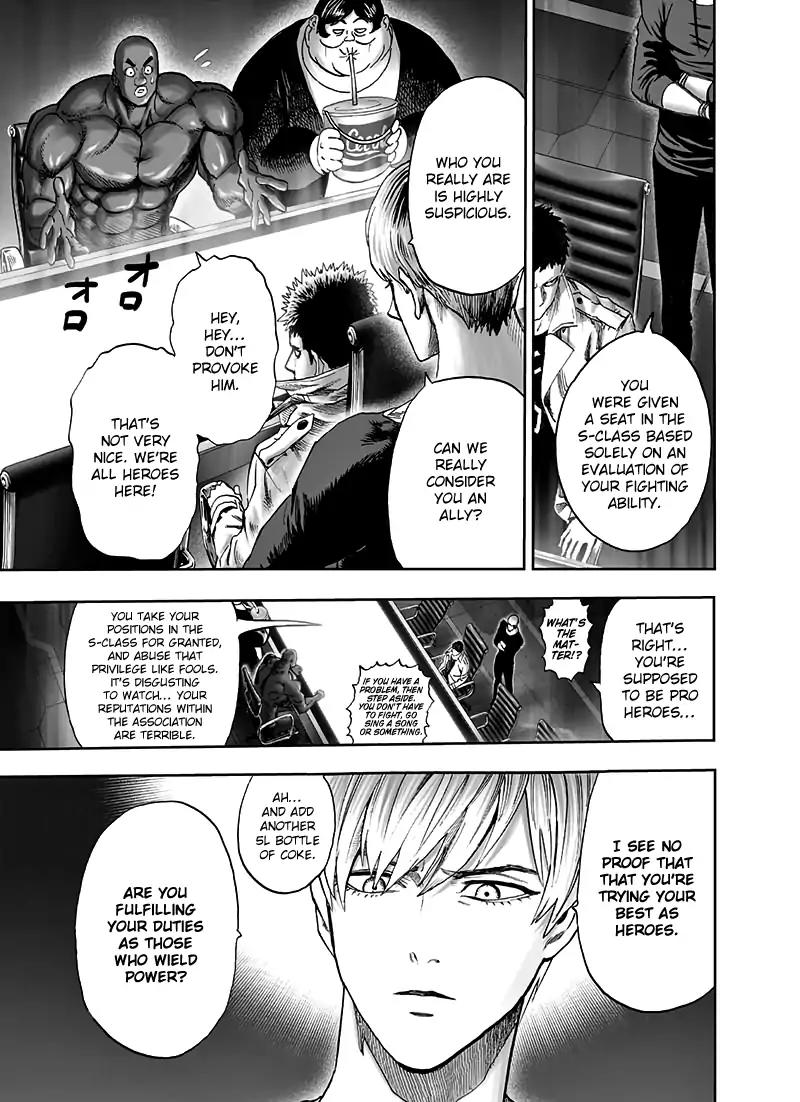 YOU
WERE GIVEN
A SEAT IN THE
S-CLASS BASED
SOLELY ON AN
EVALUATION OF
YOUR FIGHTING
ABILITY.
WHO YOU
REALLY ARE
IS HIGHLY
SUSPICIOUS.
CAN WE
REALLY
CONSIDER
YOU AN
ALLY?
HEY,
HEY...
DON'T
PROVOKE
HIM.
THAT'S
NOT VERY
NICE. WE'RE
ALL HEROES
HERE!
オロ
オロ
THAT'S
RIGHT...
YOU'RE
SUPPOSED
TO BE PRO
HEROES...
WHAT'S
THE
MAT-
TER!?
IF YOU HAVE A
PROBLEM, THEN
STEP ASIDE.
YOU DON'T HAVE
TO FIGHT, GO
SING A SONG
OR SOMETHING.
YOU TAKE YOUR
POSITIONS IN THE
S-CLASS FOR GRANTED,
AND ABUSE THAT
PRIVILEGE LIKE FOOLS.
IT'S DISGUSTING
TO WATCH... YOUR
REPUTATIONS WITHIN
THE ASSOCIATION
ARE TERRIBLE.
I SEE NO
PROOF THAT
THAT YOU'RE
TRYING YOUR
BEST AS
HEROES.
AH...
AND ADD
ANOTHER
5L BOTTLE
OF COKE.
ARE YOU
FULFILLING
YOUR DUTIES
AS THOSE
WHO WIELD
POWER?